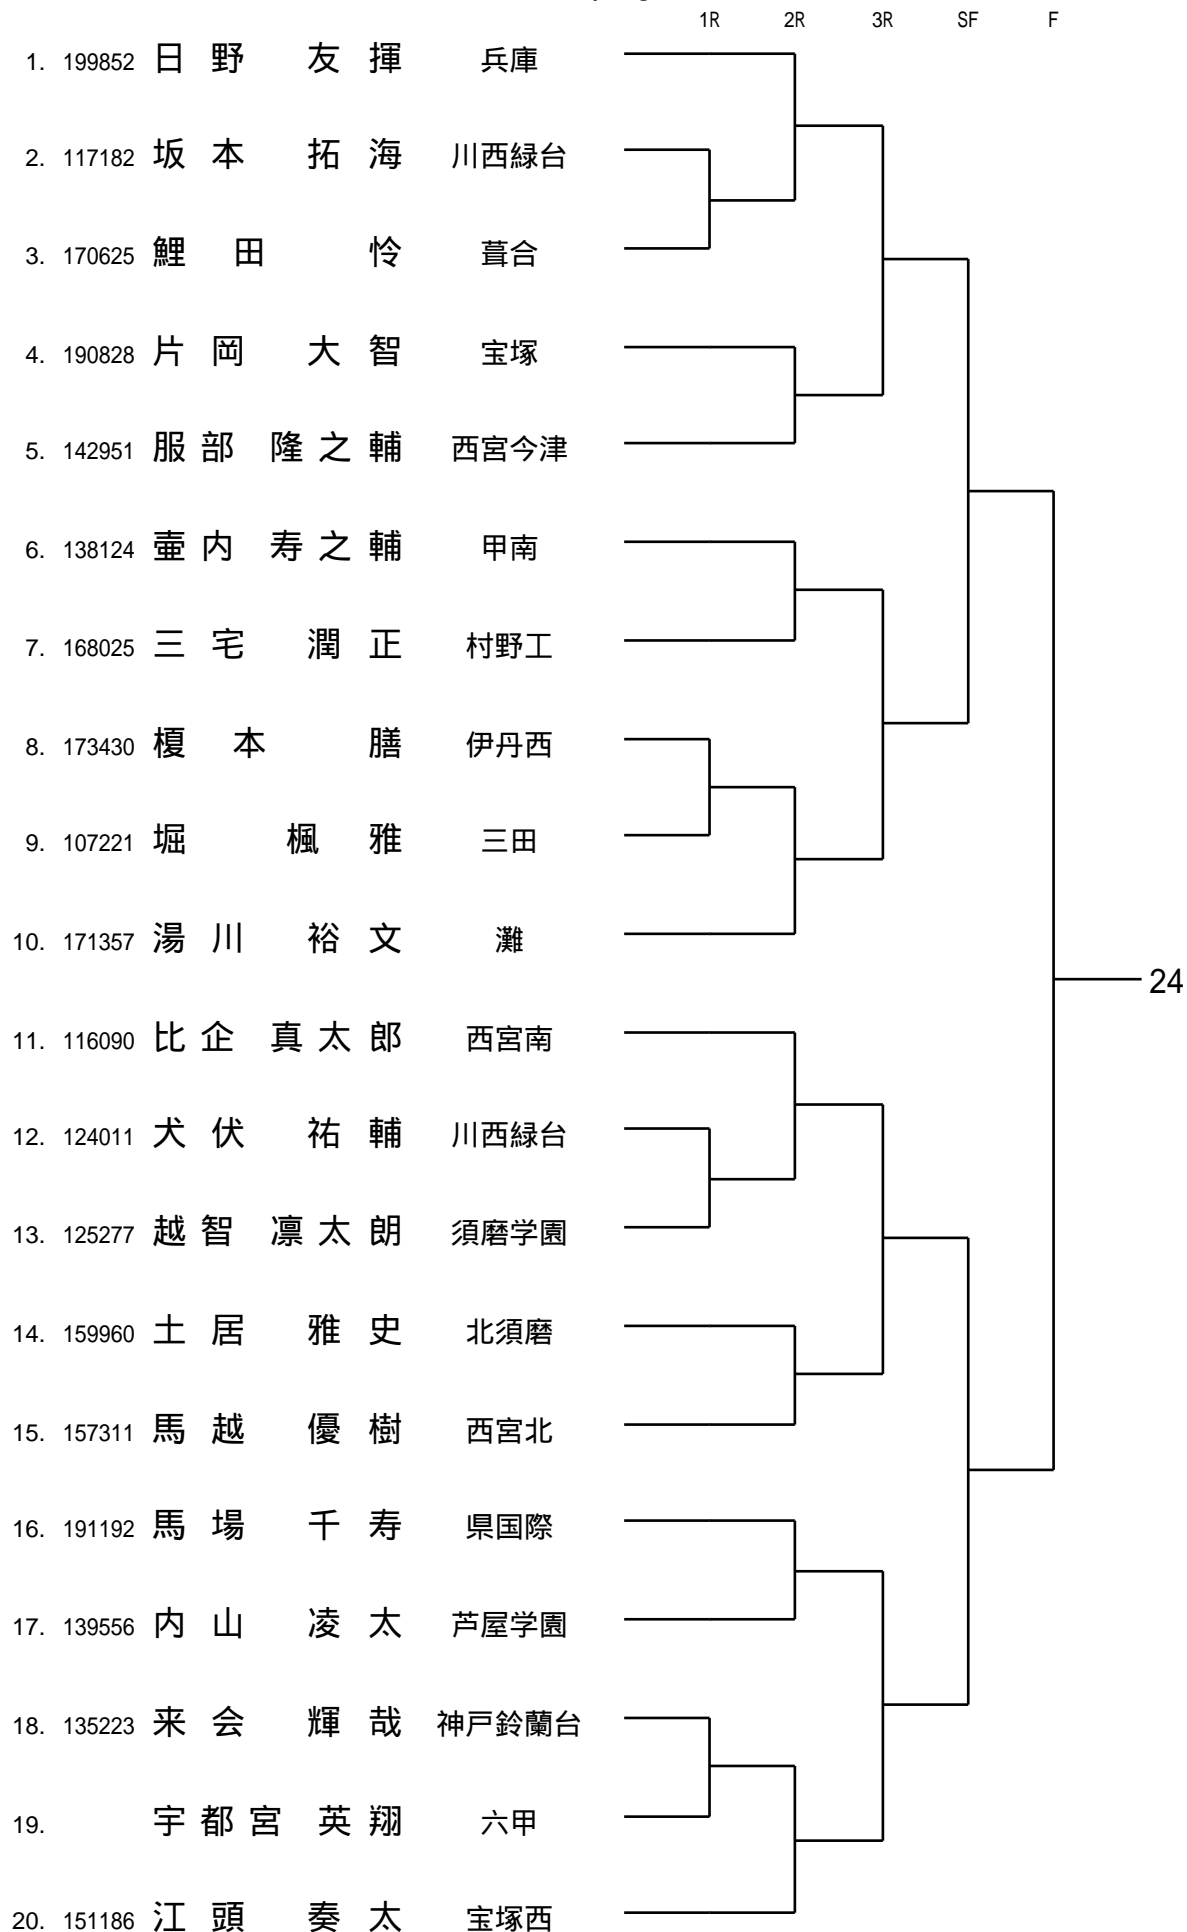 1R 2R 3R SF F
1. 199852 日野 友揮 兵庫
2. 117182 坂本 拓海 川西緑台
3. 170625 鯉田 怜 葺合
4. 190828 片岡 大智 宝塚
5. 142951 服部 隆之輔 西宮今津
6. 138124 壷内 寿之輔 甲南
7. 168025 三宅 潤正 村野工
8. 173430 榎本 膳 伊丹西
9. 107221 堀 楓雅 三田
10. 171357 湯川 裕文 灘
24
11. 116090 比企 真太郎 西宮南
12. 124011 犬伏 祐輔 川西緑台
13. 125277 越智 凛太朗 須磨学園
14. 159960 土居 雅史 北須磨
15. 157311 馬越 優樹 西宮北
16. 191192 馬場 千寿 県国際
17. 139556 内山 凌太 芦屋学園
18. 135223 来会 輝哉 神戸鈴蘭台
19. 宇都宮 英翔 六甲
20. 151186 江頭 奏太 宝塚西